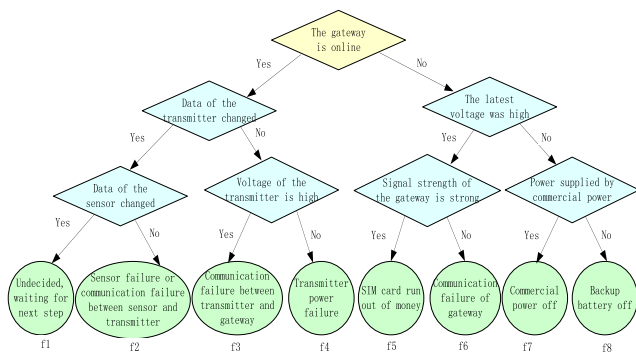 The gateway
is online
Yes
No
Data of the
transmitter changed
The latest
voltage was high
Yes
No
Yes
No
Data of the
sensor changed
Voltage of the
transmitter is high
Signal strength of
the gateway is strong
Power supplied by
commercial power
Yes
No
Yes
No
Yes
No
Yes
No
Undecided,
waiting for
next step
Sensor failure or
communication failure
between sensor and
transmitter
Communication
failure between
transmitter and
gateway
Transmitter
power
failure
SIM card run
out of money
Communication
failure of
gateway
Commercial
power off
Backup
battery off
f1
f2
f3
f4
f5
f6
f7
f8